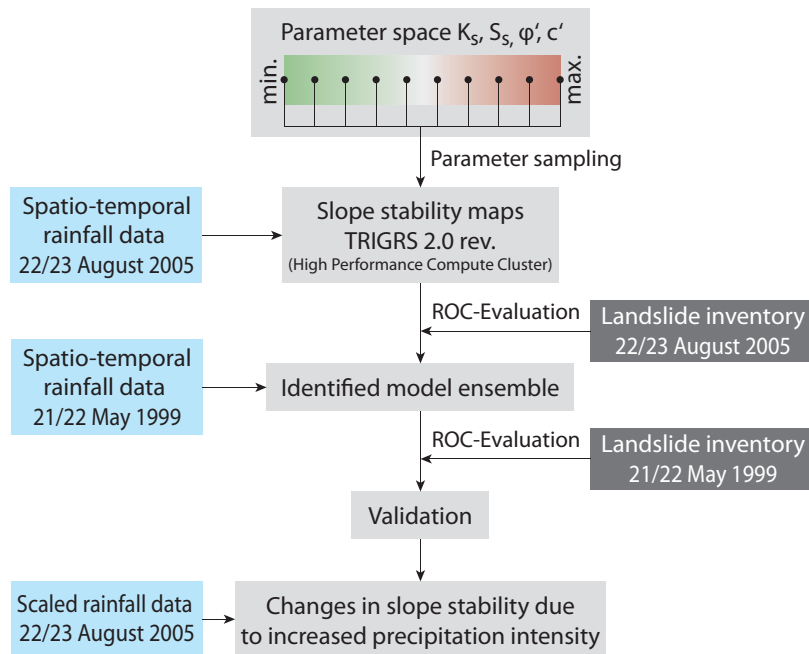 Parameter space Ks, Ss, φ‘, c‘
min.
max.
Parameter sampling
Spatio-temporal
rainfall data
22/23 August 2005
Slope stability maps
TRIGRS 2.0 rev.
(High Performance Compute Cluster)
ROC-Evaluation
Landslide inventory
22/23 August 2005
Spatio-temporal
rainfall data
21/22 May 1999
Identified model ensemble
ROC-Evaluation
Landslide inventory
21/22 May 1999
Validation
Scaled rainfall data
22/23 August 2005
Changes in slope stability due
to increased precipitation intensity